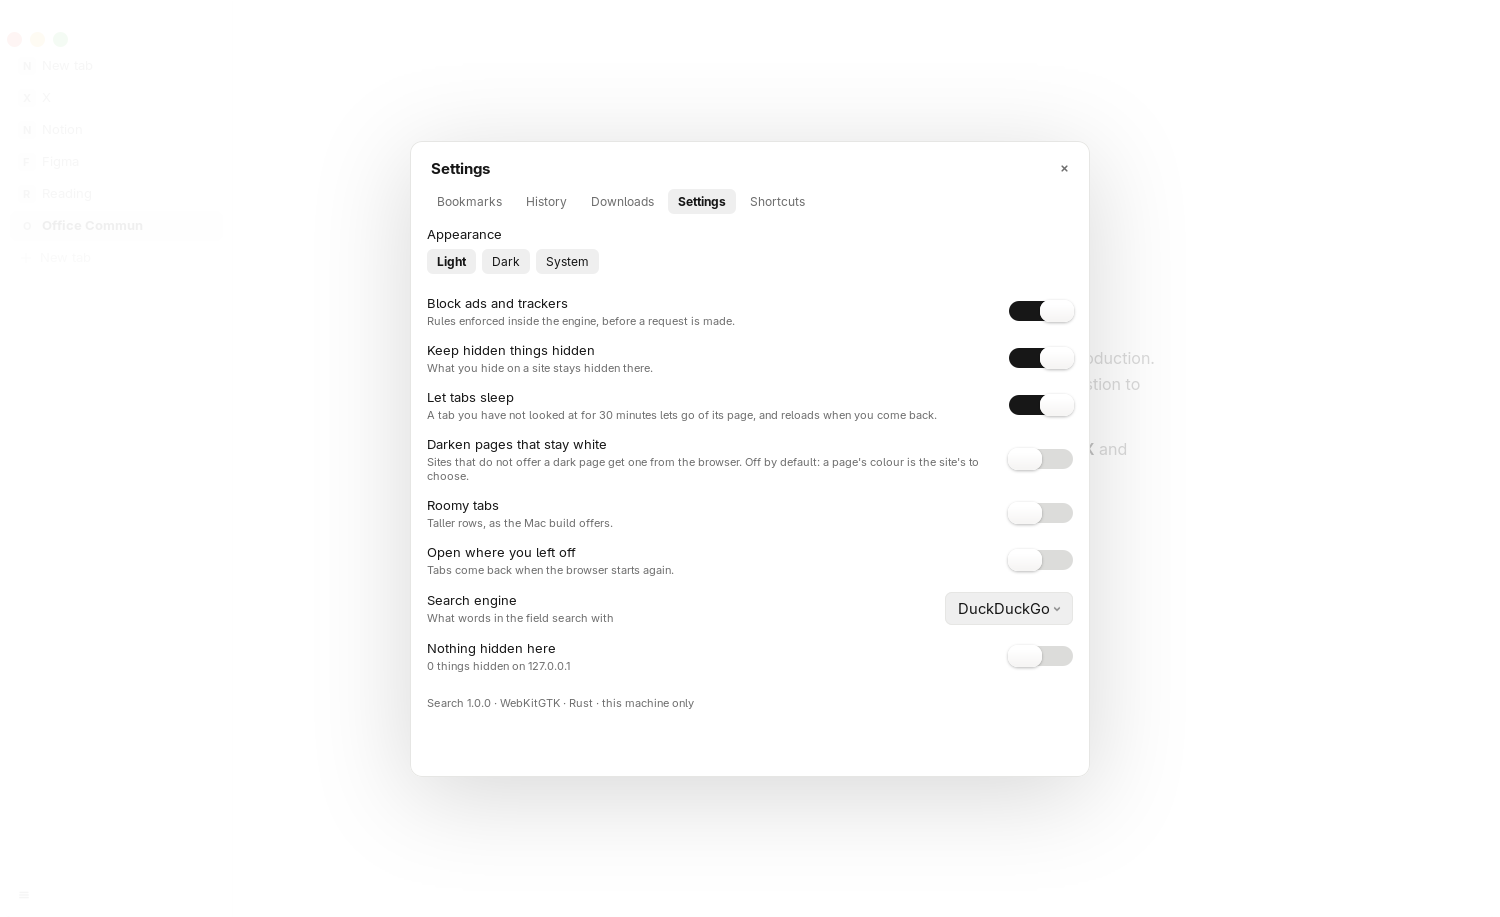 N New tab
X X
N Notion
F Figma
R Reading
O Office Commun
+ New tab
Settings
×
Bookmarks History Downloads Settings Shortcuts
Appearance
Light Dark System
Block ads and trackers
Rules enforced inside the engine, before a request is made.
Keep hidden things hidden
What you hide on a site stays hidden there.
oduction.
Let tabs sleep
stion to
A tab you have not looked at for 30 minutes lets go of its page, and reloads when you come back.
Darken pages that stay white
X and
Sites that do not offer a dark page get one from the browser. Off by default: a page's colour is the site's to
choose.
Roomy tabs
Taller rows, as the Mac build offers.
Open where you left off
Tabs come back when the browser starts again.
Search engine
What words in the field search with
DuckDuckGo
Nothing hidden here
0 things hidden on 127.0.0.1
Search 1.0.0 · WebKitGTK · Rust · this machine only